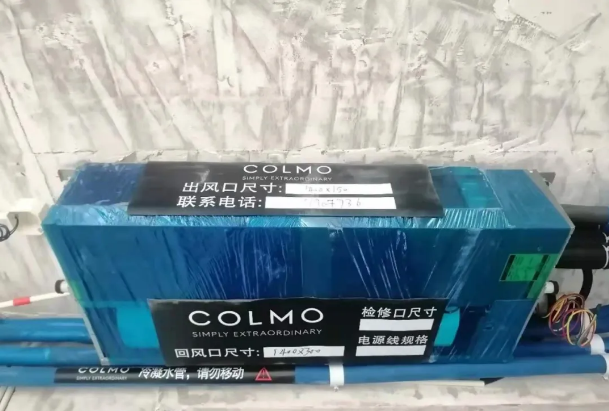 COLMO
SIMPLY EXTRAORDINARY
出风口尺寸:
联系电话:
COLMO
SIMPLY EXTRAORDINARY
回风口尺寸: 1400X300
检修口尺寸
电源线规格
COLMO 冷凝水管，请勿移动